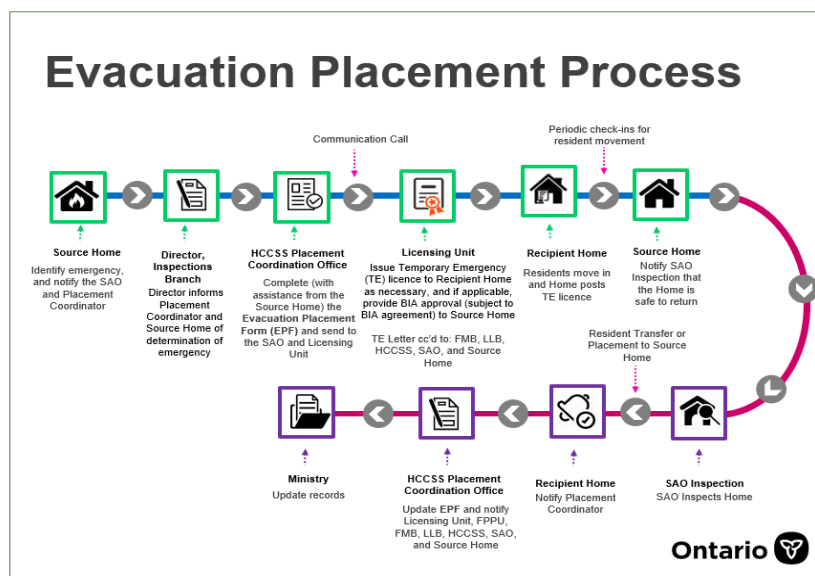 Evacuation Placement Process
Communication Call
Periodic check-ins for
resident movement
Source Home
Identify emergency,
and notify the SAO
and Placement
Coordinator
Director,
Inspections
Branch
Director informs
Placement
Coordinator and
Source Home of
determination of
emergency
HCCSS Placement
Coordination Office
Complete (with
assistance from the
Source Home) the
Evacuation Placement
Form (EPF) and send to
the SAO and Licensing
Unit
Licensing Unit
Issue Temporary Emergency
(TE) licence to Recipient Home
as necessary, and if applicable,
provide BIA approval (subject to
BIA agreement) to Source Home
TE Letter cc'd to: FMB, LLB,
HCCSS, SAO, and Source
Home
Recipient Home
Residents move in
and Home posts
TE licence
Source Home
Notify SAO
Inspection that
the Home is
safe to return
Resident Transfer or
Placement to Source
Home
Ministry
Update records
HCCSS Placement
Coordination Office
Update EPF and notify
Licensing Unit, FPPU,
FMB, LLB, HCCSS, SAO,
and Source Home
Recipient Home
Notify Placement
Coordinator
SAO Inspection
SAO Inspects Home
Ontario